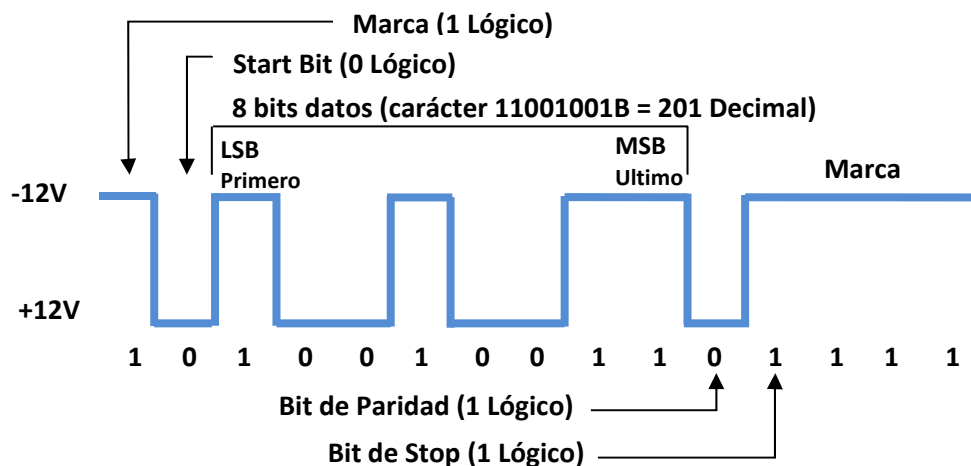 Marca (1 Lógico)
Start Bit (0 Lógico)
8 bits datos (carácter 11001001B = 201 Decimal)
LSB
Primero
MSB
Ultimo
Marca
-12V
+12V
1 0 1 0 0 1 0 0 1 1 0 1 1 1 1
Bit de Paridad (1 Lógico)
Bit de Stop (1 Lógico)